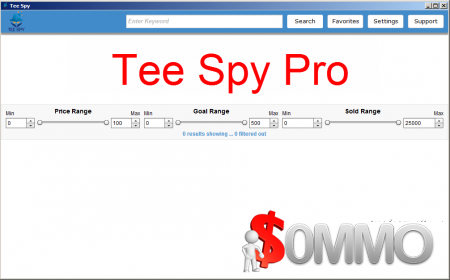 Tee Spy
TEE SPY
Enter Keyword
Search
Favorites
Settings
Support
Tee Spy Pro
Price Range
Goal Range
Sold Range
Min
Max
Min
Max
Min
Max
0
100
0
500
0
25000
0 results showing ... 0 filtered out
$OMMO